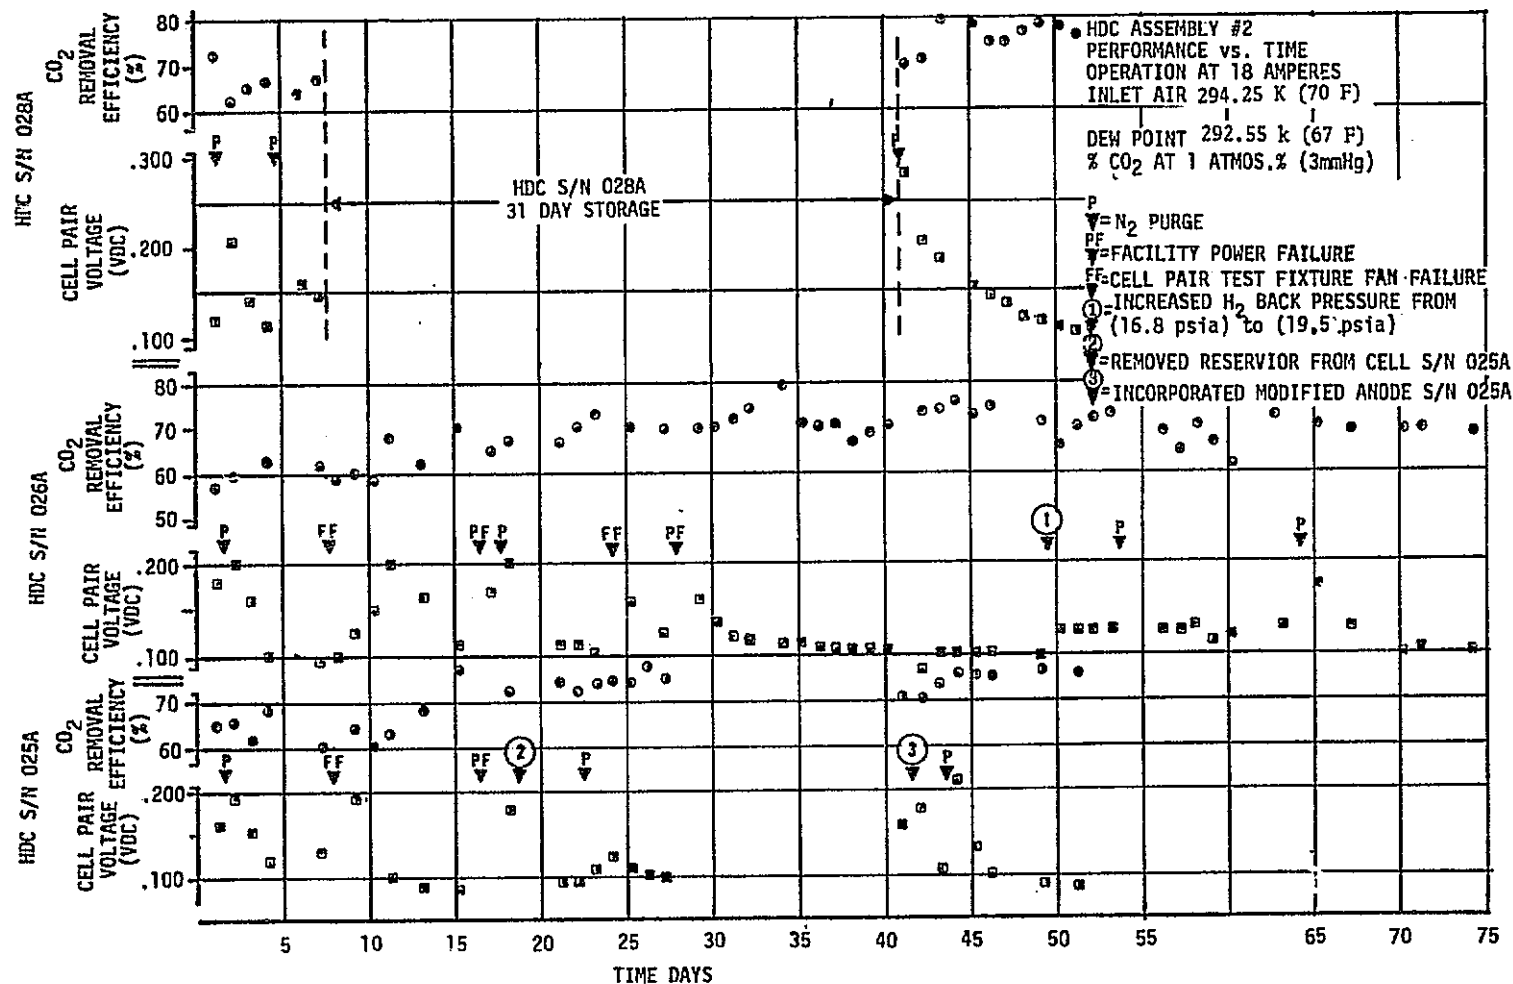 HDC S/N 028A
CO2
REMOVAL
EFFICIENCY
(%)
80
70
60
P
P
P
CELL PAIR
VOLTAGE
(VDC)
.300
.200
.100
HDC S/N 028A
31 DAY STORAGE
HDC ASSEMBLY #2
PERFORMANCE vs. TIME
OPERATION AT 18 AMPERES
INLET AIR 294.25 K (70 F)
DEW POINT 292.55 k (67 F)
% CO2 AT 1 ATMOS.% (3mmHg)
P
=N2 PURGE
PF
=FACILITY POWER FAILURE
FF
=CELL PAIR TEST FIXTURE FAN FAILURE
1
=INCREASED H2 BACK PRESSURE FROM
(16.8 psia) to (19.5 psia)
2
=REMOVED RESERVIOR FROM CELL S/N 025A
3
=INCORPORATED MODIFIED ANODE S/N 025A
HDC S/N 026A
CO2
REMOVAL
EFFICIENCY
(%)
80
70
60
50
P
FF
PF
P
FF
PF
1
P
P
CELL PAIR
VOLTAGE
(VDC)
.200
.100
HDC S/N 025A
CO2
REMOVAL
EFFICIENCY
(%)
70
60
P
FF
PF
2
P
3
P
CELL PAIR
VOLTAGE
(VDC)
.200
.100
5 10 15 20 25 30 35 40 45 50 55 60 65 70 75
TIME DAYS